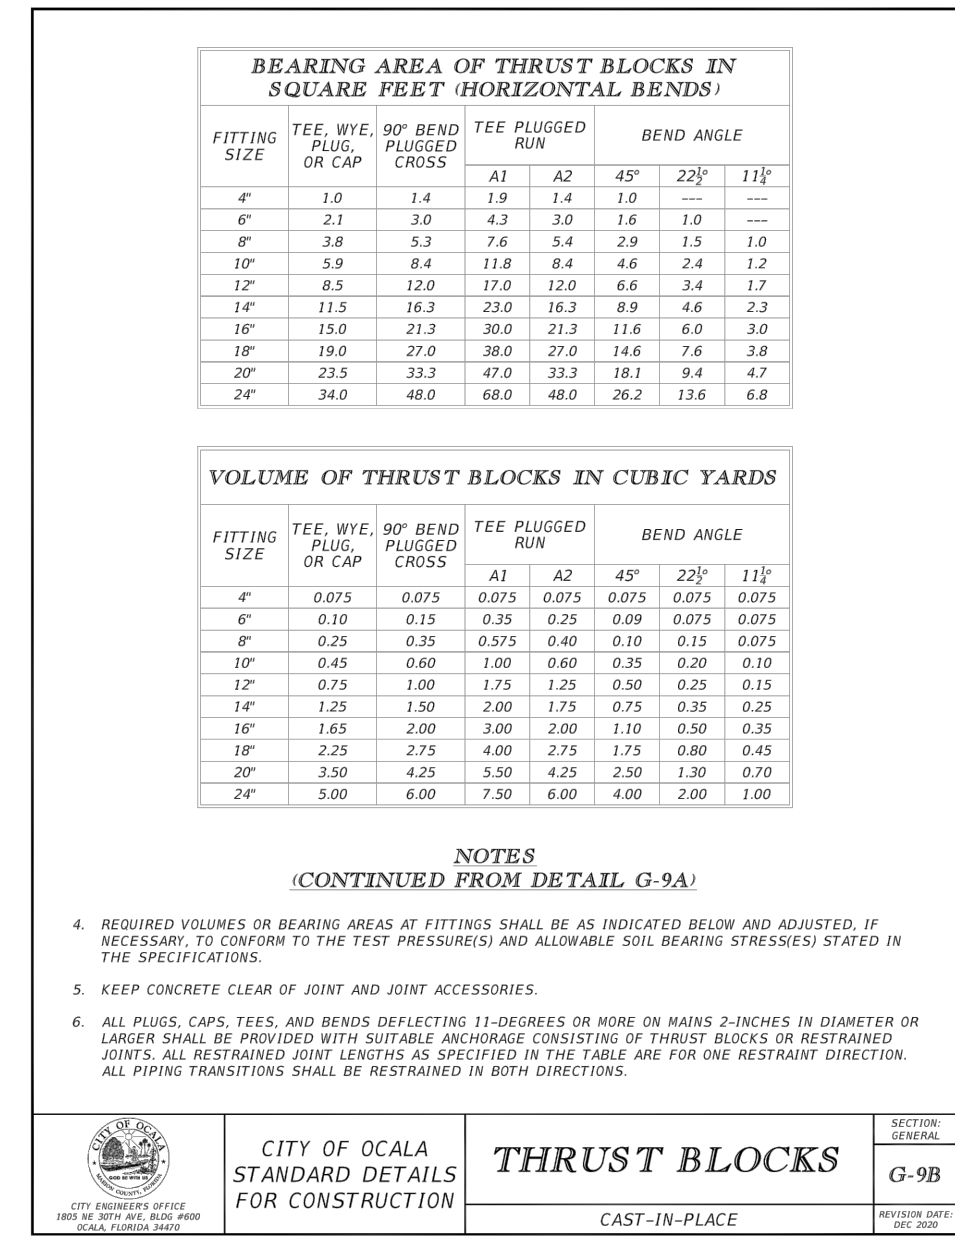 BEARING AREA OF THRUST BLOCKS IN
SQUARE FEET (HORIZONTAL BENDS)
FITTING SIZE | TEE, WYE, PLUG, OR CAP | 90° BEND PLUGGED CROSS | TEE PLUGGED RUN | BEND ANGLE
A1 A2 45° 22½° 11¼°
4" 1.0 1.4 1.9 1.4 1.0 --- ---
6" 2.1 3.0 4.3 3.0 1.6 1.0 ---
8" 3.8 5.3 7.6 5.4 2.9 1.5 1.0
10" 5.9 8.4 11.8 8.4 4.6 2.4 1.2
12" 8.5 12.0 17.0 12.0 6.6 3.4 1.7
14" 11.5 16.3 23.0 16.3 8.9 4.6 2.3
16" 15.0 21.3 30.0 21.3 11.6 6.0 3.0
18" 19.0 27.0 38.0 27.0 14.6 7.6 3.8
20" 23.5 33.3 47.0 33.3 18.1 9.4 4.7
24" 34.0 48.0 68.0 48.0 26.2 13.6 6.8
VOLUME OF THRUST BLOCKS IN CUBIC YARDS
FITTING SIZE | TEE, WYE, PLUG, OR CAP | 90° BEND PLUGGED CROSS | TEE PLUGGED RUN | BEND ANGLE
A1 A2 45° 22½° 11¼°
4" 0.075 0.075 0.075 0.075 0.075 0.075 0.075
6" 0.10 0.15 0.35 0.25 0.09 0.075 0.075
8" 0.25 0.35 0.575 0.40 0.10 0.15 0.075
10" 0.45 0.60 1.00 0.60 0.35 0.20 0.10
12" 0.75 1.00 1.75 1.25 0.50 0.25 0.15
14" 1.25 1.50 2.00 1.75 0.75 0.35 0.25
16" 1.65 2.00 3.00 2.00 1.10 0.50 0.35
18" 2.25 2.75 4.00 2.75 1.75 0.80 0.45
20" 3.50 4.25 5.50 4.25 2.50 1.30 0.70
24" 5.00 6.00 7.50 6.00 4.00 2.00 1.00
NOTES
(CONTINUED FROM DETAIL G-9A)
4. REQUIRED VOLUMES OR BEARING AREAS AT FITTINGS SHALL BE AS INDICATED BELOW AND ADJUSTED, IF
NECESSARY, TO CONFORM TO THE TEST PRESSURE(S) AND ALLOWABLE SOIL BEARING STRESS(ES) STATED IN
THE SPECIFICATIONS.
5. KEEP CONCRETE CLEAR OF JOINT AND JOINT ACCESSORIES.
6. ALL PLUGS, CAPS, TEES, AND BENDS DEFLECTING 11-DEGREES OR MORE ON MAINS 2-INCHES IN DIAMETER OR
LARGER SHALL BE PROVIDED WITH SUITABLE ANCHORAGE CONSISTING OF THRUST BLOCKS OR RESTRAINED
JOINTS. ALL RESTRAINED JOINT LENGTHS AS SPECIFIED IN THE TABLE ARE FOR ONE RESTRAINT DIRECTION.
ALL PIPING TRANSITIONS SHALL BE RESTRAINED IN BOTH DIRECTIONS.
CITY OF OCALA
GOD BE WITH US
MARION COUNTY, FLORIDA
CITY ENGINEER'S OFFICE
1805 NE 30TH AVE, BLDG #600
OCALA, FLORIDA 34470
CITY OF OCALA
STANDARD DETAILS
FOR CONSTRUCTION
THRUST BLOCKS
CAST-IN-PLACE
SECTION:
GENERAL
G-9B
REVISION DATE:
DEC 2020